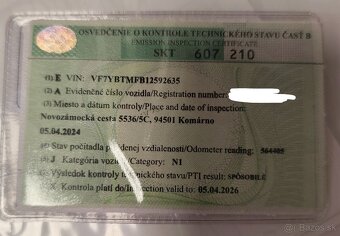 OSVEDČENIE O KONTROLE TECHNICKÉHO STAVU ČASŤ B
EMISSION INSPECTION CERTIFICATE
SKT 607 210
(1) E VIN: VF7YBTMFB12592635
(2) A Evidenčné číslo vozidla/Registration number:
(3) Miesto a dátum kontroly/Place and date of inspection:
Novozámocká cesta 5536/5C, 94501 Komárno
05.04.2024
Stav počítadla prejdenej vzdialenosti/Odometer reading: 564405
J Kategória vozidla/Category: N1
Výsledok kontroly technického stavu/PTI result: SPÔSOBILÉ
X Kontrola platí do/Inspection valid to: 05.04.2026
Bazos.sk